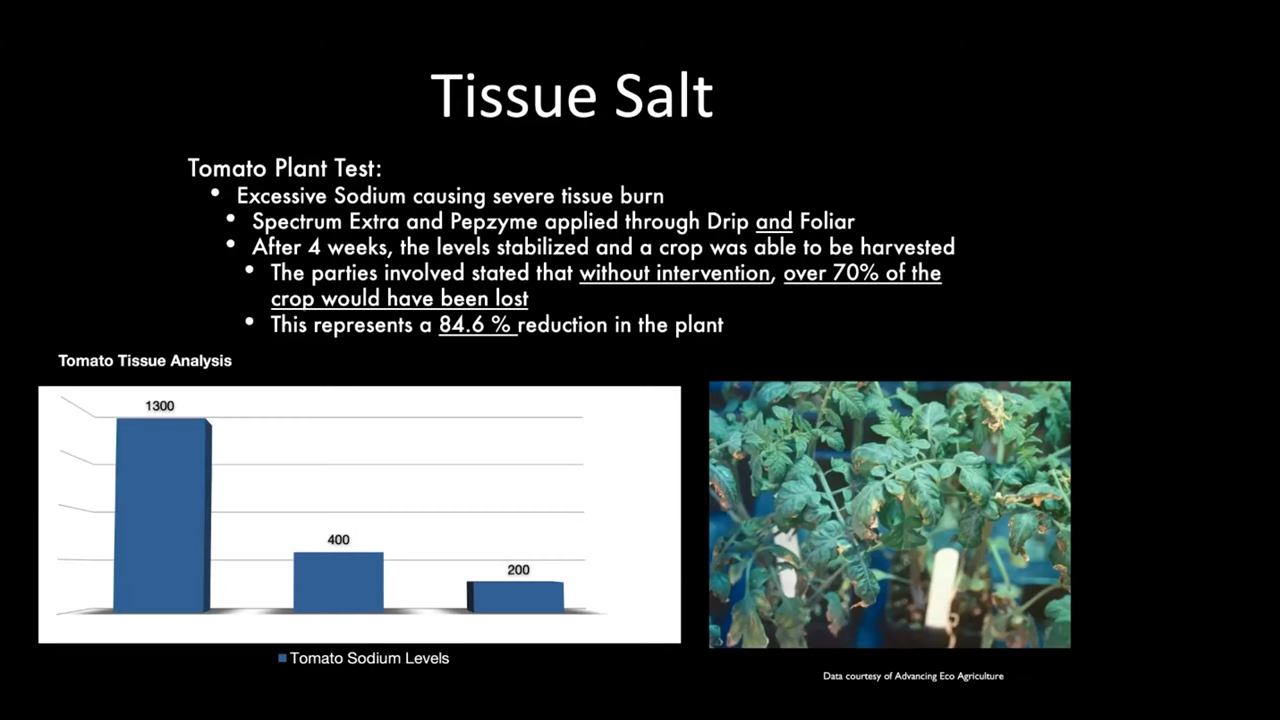 Tissue Salt
Tomato Plant Test:
• Excessive Sodium causing severe tissue burn
• Spectrum Extra and Pepzyme applied through Drip and Foliar
• After 4 weeks, the levels stabilized and a crop was able to be harvested
• The parties involved stated that without intervention, over 70% of the
crop would have been lost
• This represents a 84.6 % reduction in the plant
Tomato Tissue Analysis
1300
400
200
Tomato Sodium Levels
Data courtesy of Advancing Eco Agriculture